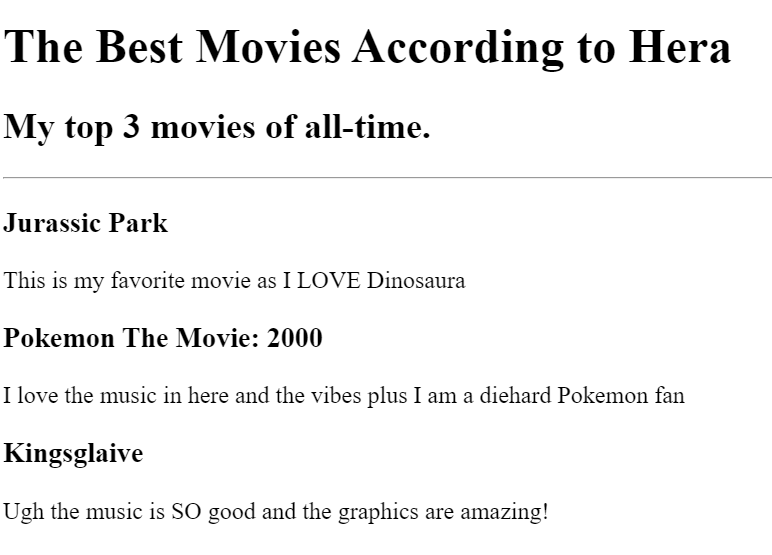 The Best Movies According to Hera
My top 3 movies of all-time.
Jurassic Park
This is my favorite movie as I LOVE Dinosaura
Pokemon The Movie: 2000
I love the music in here and the vibes plus I am a diehard Pokemon fan
Kingsglaive
Ugh the music is SO good and the graphics are amazing!